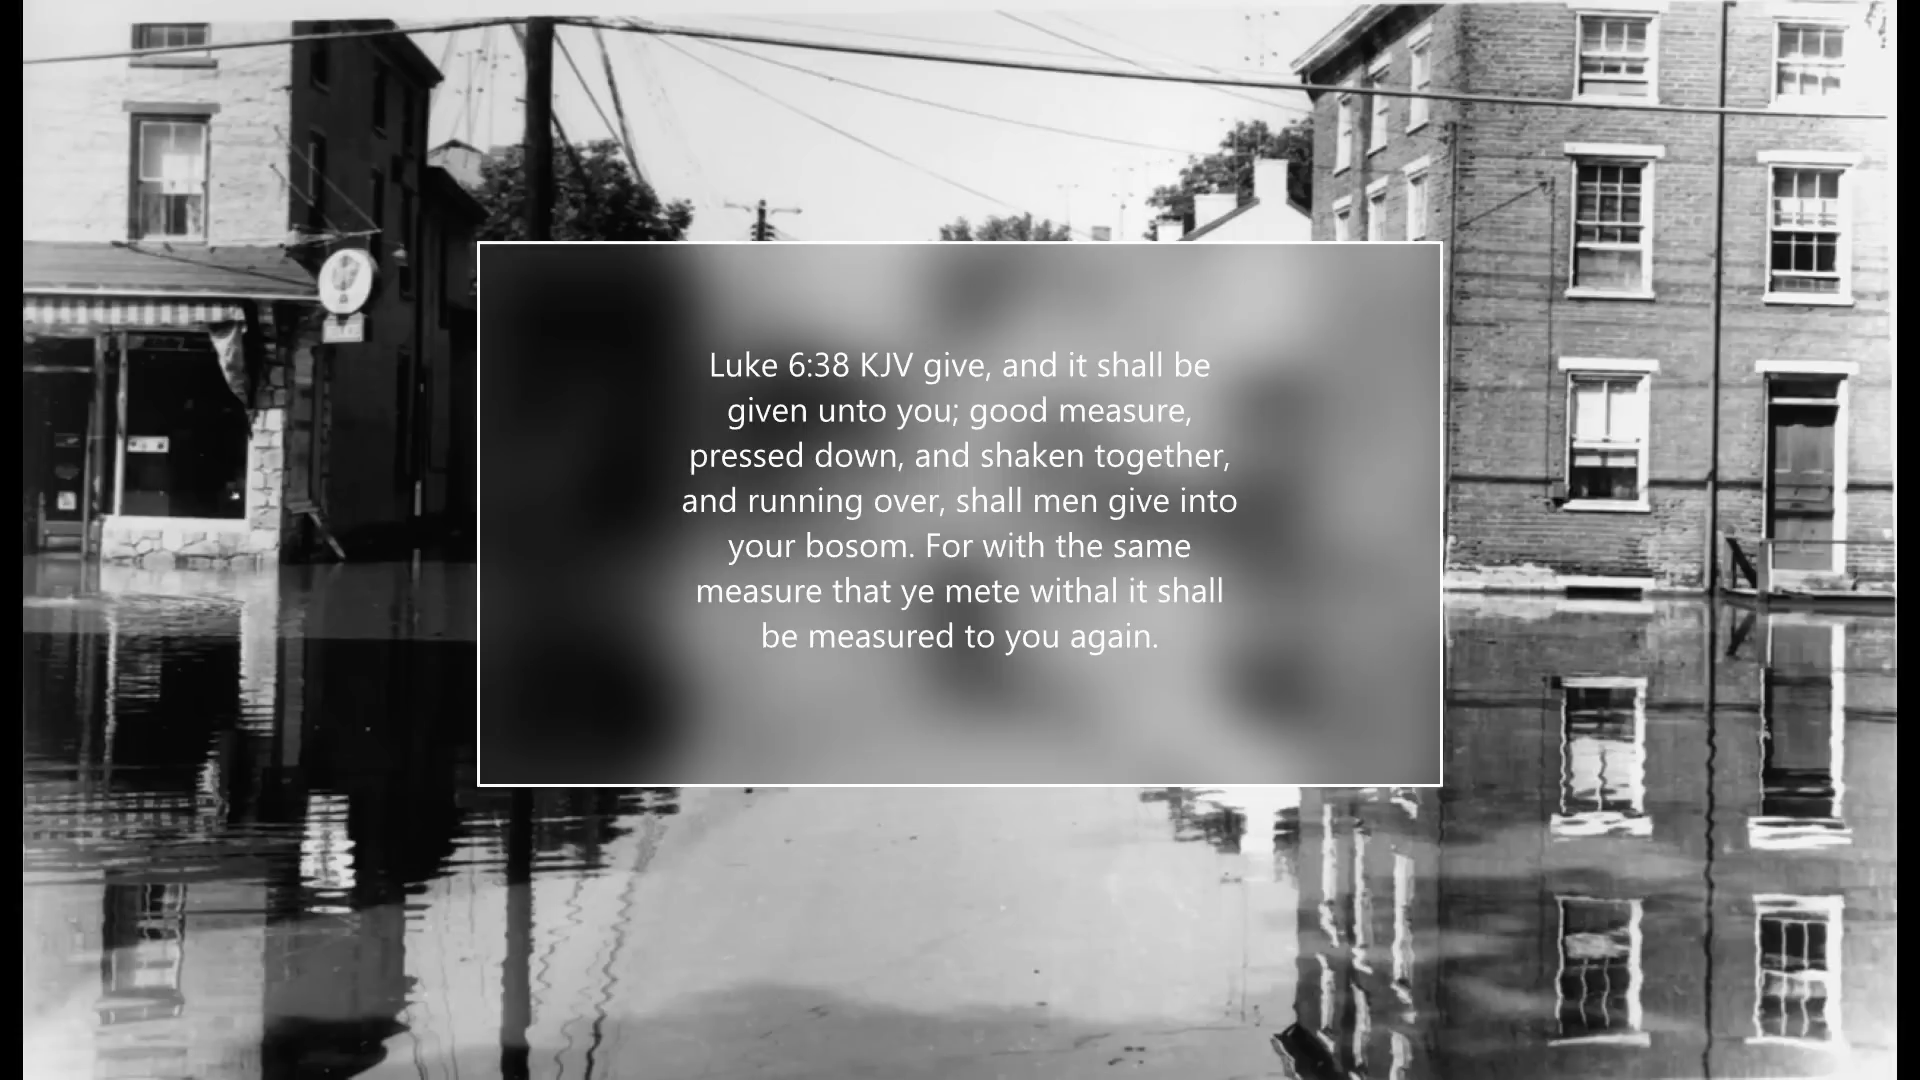 Luke 6:38 KJV give, and it shall be
given unto you; good measure,
pressed down, and shaken together,
and running over, shall men give into
your bosom. For with the same
measure that ye mete withal it shall
be measured to you again.